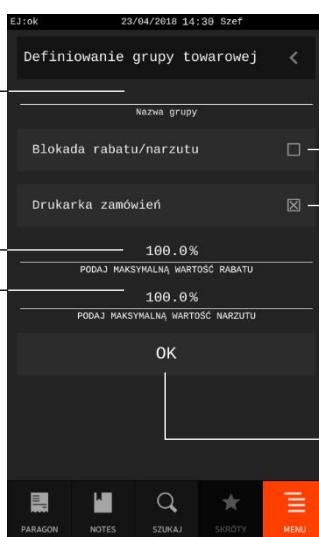 EJ:ok 23/04/2018 14:30 Szef
Definiowanie grupy towarowej
Nazwa grupy
Blokada rabatu/narzutu
Drukarka zamówień
100.0%
PODAJ MAKSYMALNĄ WARTOŚĆ RABATU
100.0%
PODAJ MAKSYMALNĄ WARTOŚĆ NARZUTU
OK
PARAGON NOTES SZUKAJ SKRÓTY MENU